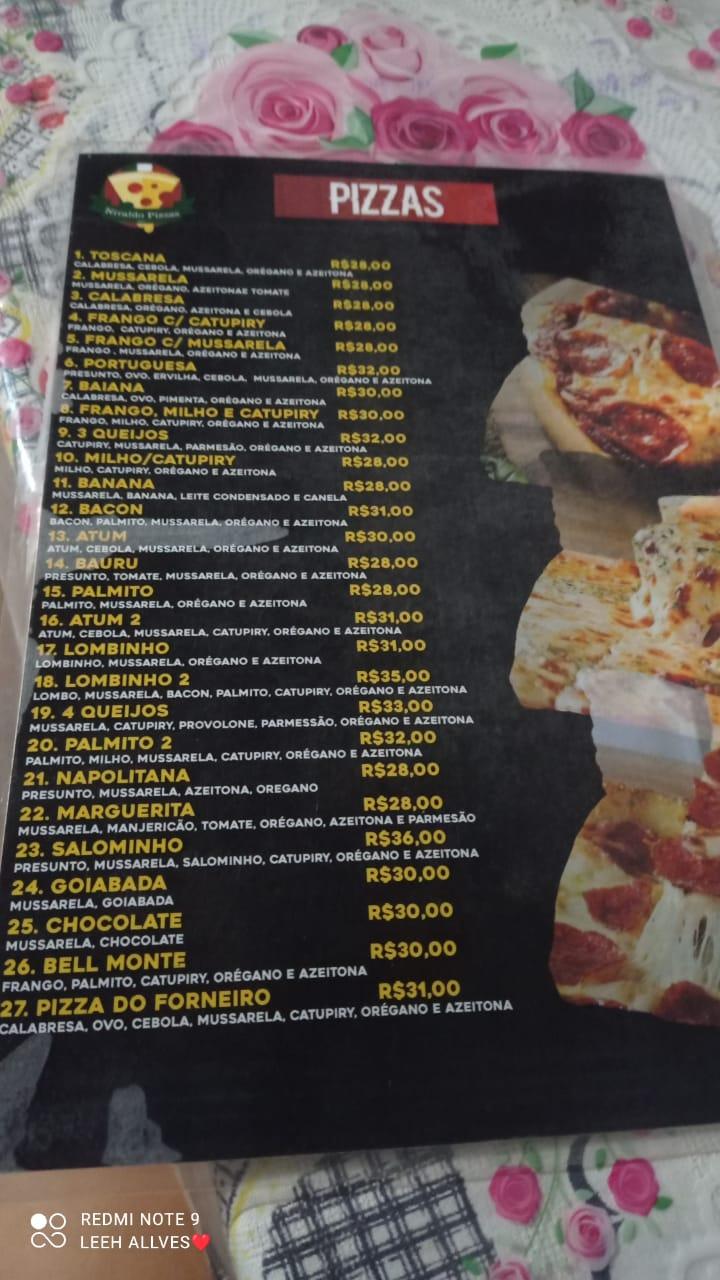 Nivaldo Pizzas
PIZZAS
1. TOSCANA R$28,00
CALABRESA, CEBOLA, MUSSARELA, ORÉGANO E AZEITONA
2. MUSSARELA R$28,00
MUSSARELA, ORÉGANO, AZEITONAE TOMATE
3. CALABRESA R$28,00
CALABRESA, ORÉGANO, AZEITONA E CEBOLA
4. FRANGO C/ CATUPIRY R$28,00
FRANGO, CATUPIRY, ORÉGANO E AZEITONA
5. FRANGO C/ MUSSARELA R$28,00
FRANGO , MUSSARELA, ORÉGANO E AZEITONA
6. PORTUGUESA R$32,00
PRESUNTO, OVO, ERVILHA, CEBOLA, MUSSARELA, ORÉGANO E AZEITONA
7. BAIANA R$30,00
CALABRESA, OVO, PIMENTA, ORÉGANO E AZEITONA
8. FRANGO, MILHO E CATUPIRY R$30,00
FRANGO, MILHO, CATUPIRY, ORÉGANO E AZEITONA
9. 3 QUEIJOS R$32,00
CATUPIRY, MUSSARELA, PARMESÃO, ORÉGANO E AZEITONA
10. MILHO/CATUPIRY R$28,00
MILHO, CATUPIRY, ORÉGANO E AZEITONA
11. BANANA R$28,00
MUSSARELA, BANANA, LEITE CONDENSADO E CANELA
12. BACON R$31,00
BACON, PALMITO, MUSSARELA, ORÉGANO E AZEITONA
13. ATUM R$30,00
ATUM, CEBOLA, MUSSARELA, ORÉGANO E AZEITONA
14. BAURU R$28,00
PRESUNTO, TOMATE, MUSSARELA, ORÉGANO E AZEITONA
15. PALMITO R$28,00
PALMITO, MUSSARELA, ORÉGANO E AZEITONA
16. ATUM 2 R$31,00
ATUM, CEBOLA, MUSSARELA, CATUPIRY, ORÉGANO E AZEITONA
17. LOMBINHO R$31,00
LOMBINHO, MUSSARELA, ORÉGANO E AZEITONA
18. LOMBINHO 2 R$35,00
LOMBO, MUSSARELA, BACON, PALMITO, CATUPIRY, ORÉGANO E AZEITONA
19. 4 QUEIJOS R$33,00
MUSSARELA, CATUPIRY, PROVOLONE, PARMESSÃO, ORÉGANO E AZEITONA
20. PALMITO 2 R$32,00
PALMITO, MILHO, MUSSARELA, CATUPIRY, ORÉGANO E AZEITONA
21. NAPOLITANA R$28,00
PRESUNTO, MUSSARELA, AZEITONA, OREGANO
22. MARGUERITA R$28,00
MUSSARELA, MANJERICÃO, TOMATE, ORÉGANO, AZEITONA E PARMESÃO
23. SALOMINHO R$36,00
PRESUNTO, MUSSARELA, SALOMINHO, CATUPIRY, ORÉGANO E AZEITONA
24. GOIABADA R$30,00
MUSSARELA, GOIABADA
25. CHOCOLATE R$30,00
MUSSARELA, CHOCOLATE
26. BELL MONTE R$30,00
FRANGO, PALMITO, CATUPIRY, ORÉGANO E AZEITONA
27. PIZZA DO FORNEIRO R$31,00
CALABRESA, OVO, CEBOLA, MUSSARELA, CATUPIRY, ORÉGANO E AZEITONA
REDMI NOTE 9
LEEH ALLVES❤️